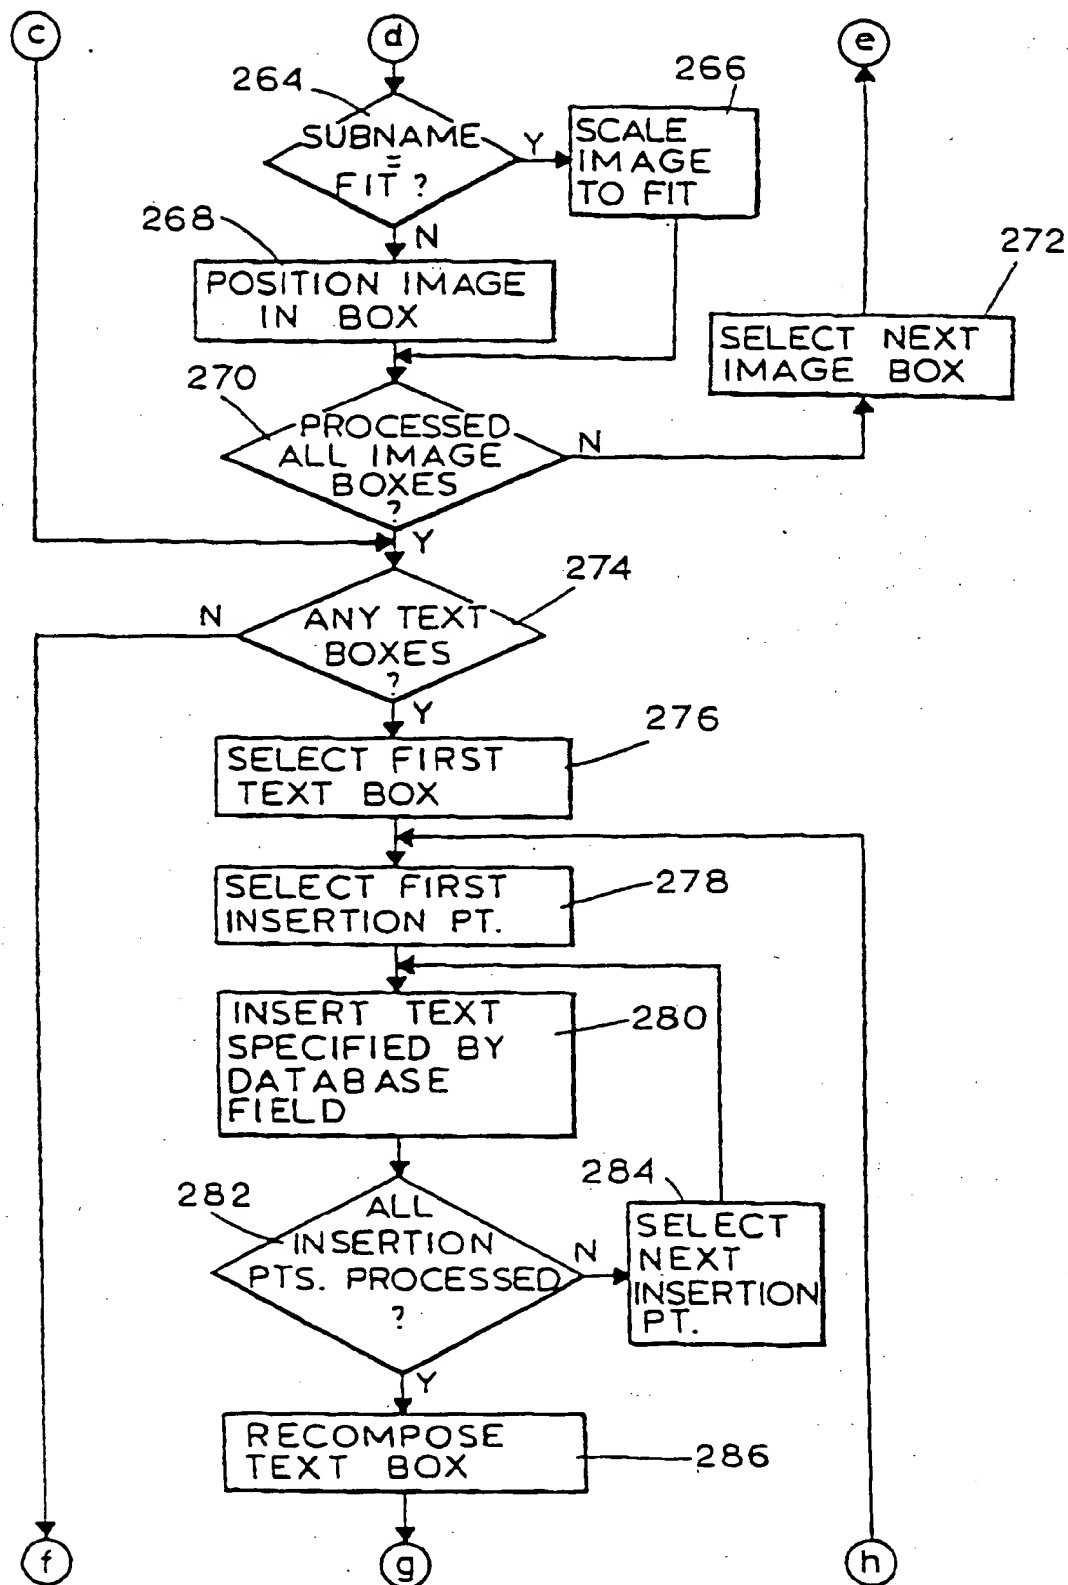 c
d
e
264
266
SUBNAME
=
FIT ?
Y
SCALE
IMAGE
TO FIT
N
268
272
POSITION IMAGE
IN BOX
SELECT NEXT
IMAGE BOX
270
PROCESSED
ALL IMAGE
BOXES
?
N
Y
274
N
ANY TEXT
BOXES
?
Y
276
SELECT FIRST
TEXT BOX
278
SELECT FIRST
INSERTION PT.
280
INSERT TEXT
SPECIFIED BY
DATABASE
FIELD
282
284
ALL
INSERTION
PTS. PROCESSED
?
N
SELECT
NEXT
INSERTION
PT.
Y
RECOMPOSE
TEXT BOX
286
f
g
h